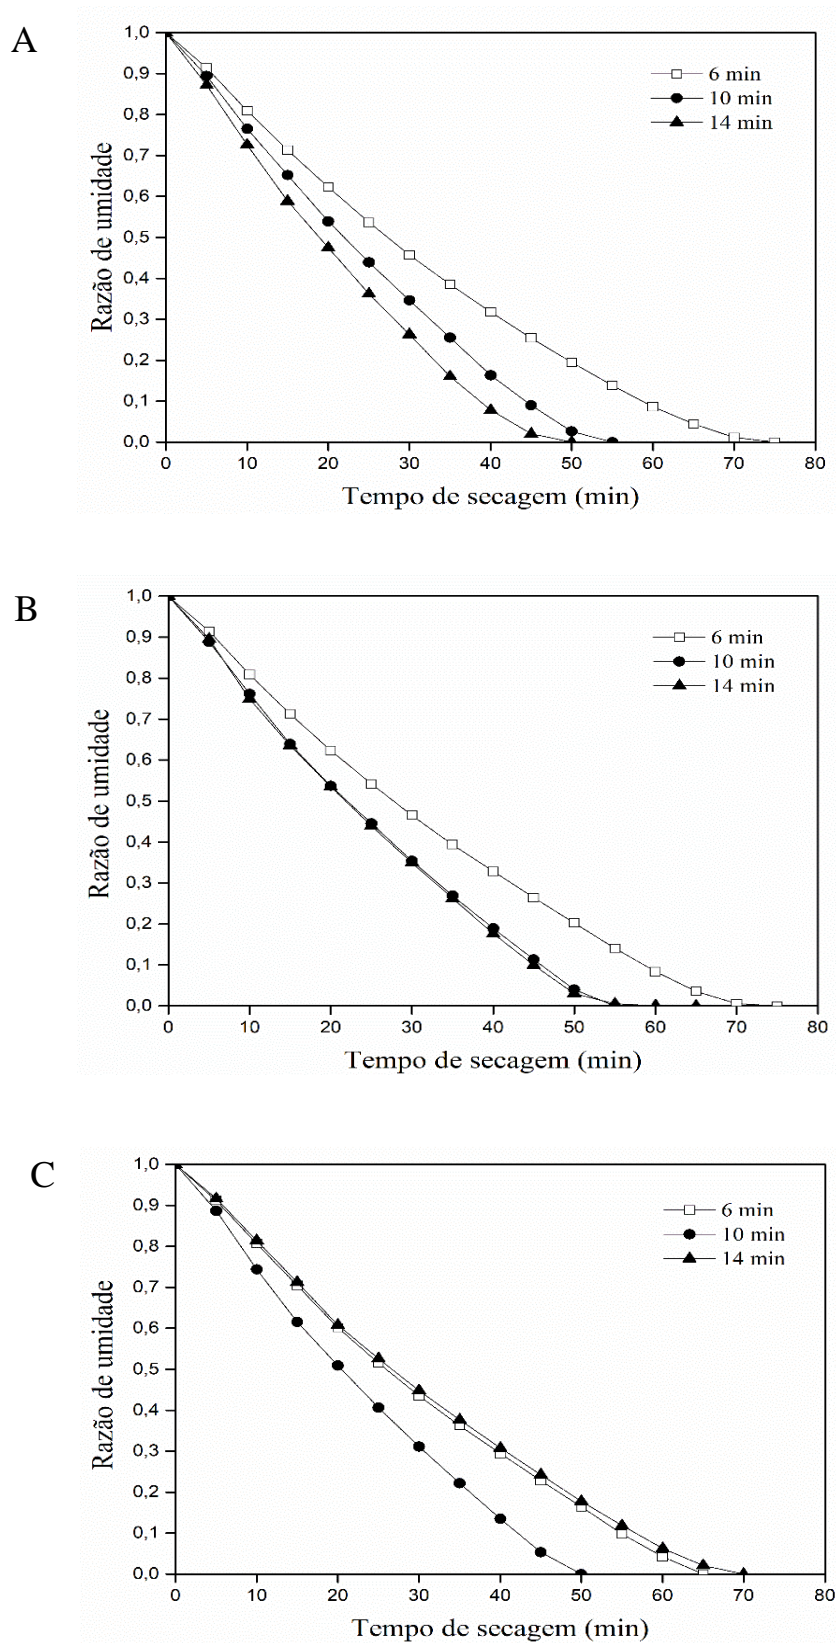 A
1,0
0,9
0,8
0,7
0,6
0,5
0,4
0,3
0,2
0,1
0,0
Razão de umidade
6 min
10 min
14 min
0 10 20 30 40 50 60 70 80
Tempo de secagem (min)
B
1,0
0,9
0,8
0,7
0,6
0,5
0,4
0,3
0,2
0,1
0,0
Razão de umidade
6 min
10 min
14 min
0 10 20 30 40 50 60 70 80
Tempo de secagem (min)
C
1,0
0,9
0,8
0,7
0,6
0,5
0,4
0,3
0,2
0,1
0,0
Razão de umidade
6 min
10 min
14 min
0 10 20 30 40 50 60 70 80
Tempo de secagem (min)